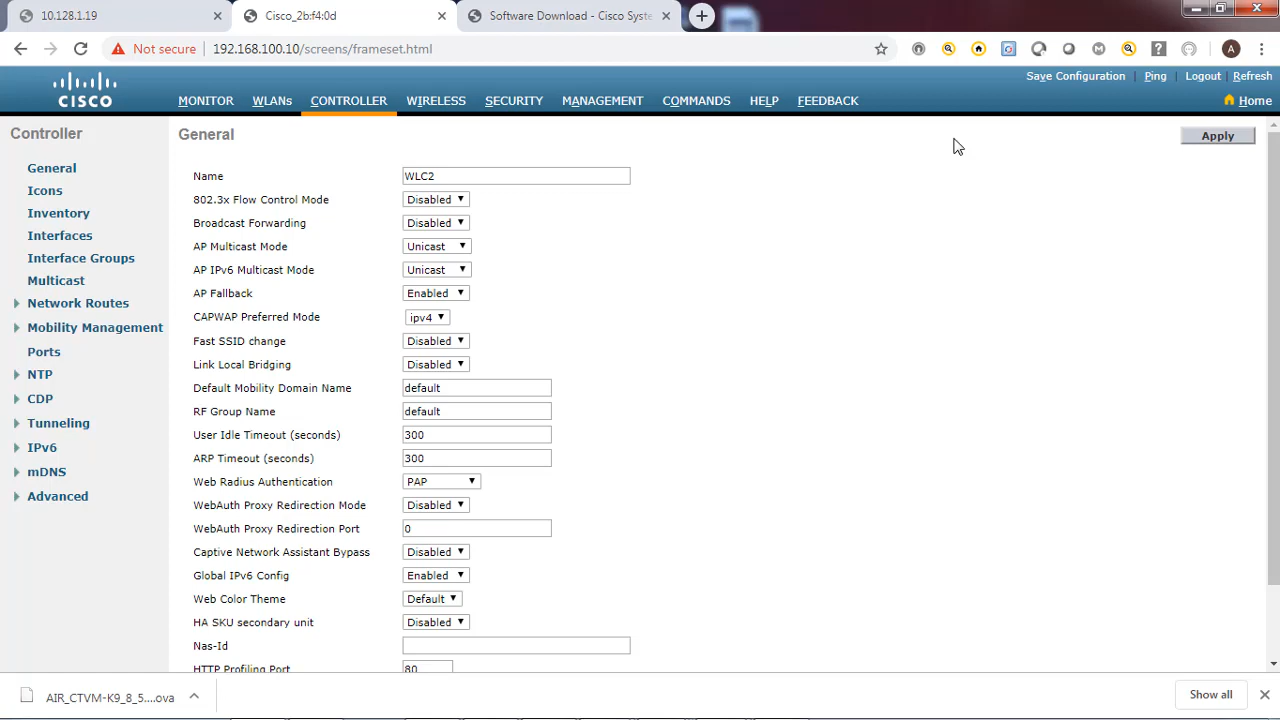 10.128.1.19 Cisco_2b:f4:0d Software Download - Cisco Syste
Not secure 192.168.100.10/screens/frameset.html A
Save Configuration Ping Logout Refresh
CISCO MONITOR WLANs CONTROLLER WIRELESS SECURITY MANAGEMENT COMMANDS HELP FEEDBACK Home
Controller
General
Icons
Inventory
Interfaces
Interface Groups
Multicast
Network Routes
Mobility Management
Ports
NTP
CDP
Tunneling
IPv6
mDNS
Advanced
General Apply
Name WLC2
802.3x Flow Control Mode Disabled
Broadcast Forwarding Disabled
AP Multicast Mode Unicast
AP IPv6 Multicast Mode Unicast
AP Fallback Enabled
CAPWAP Preferred Mode ipv4
Fast SSID change Disabled
Link Local Bridging Disabled
Default Mobility Domain Name default
RF Group Name default
User Idle Timeout (seconds) 300
ARP Timeout (seconds) 300
Web Radius Authentication PAP
WebAuth Proxy Redirection Mode Disabled
WebAuth Proxy Redirection Port 0
Captive Network Assistant Bypass Disabled
Global IPv6 Config Enabled
Web Color Theme Default
HA SKU secondary unit Disabled
Nas-Id
HTTP Profiling Port 80
AIR_CTVM-K9_8_5....ova Show all